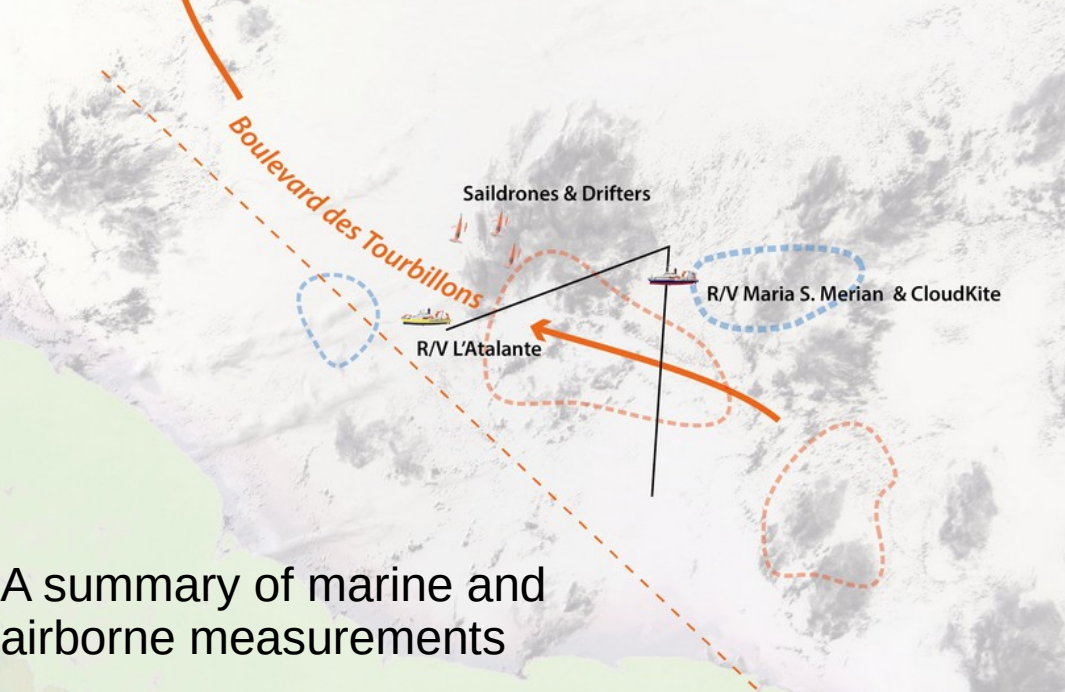 Boulevard des Tourbillons
Saildrones & Drifters
R/V Maria S. Merian & CloudKite
R/V L'Atalante
A summary of marine and
airborne measurements